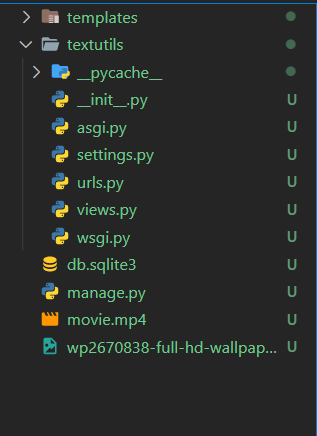 templates
textutils
__pycache__
__init__.py
asgi.py U
settings.py U
urls.py U
views.py U
wsgi.py U
db.sqlite3 U
manage.py U
movie.mp4 U
wp2670838-full-hd-wallpap... U